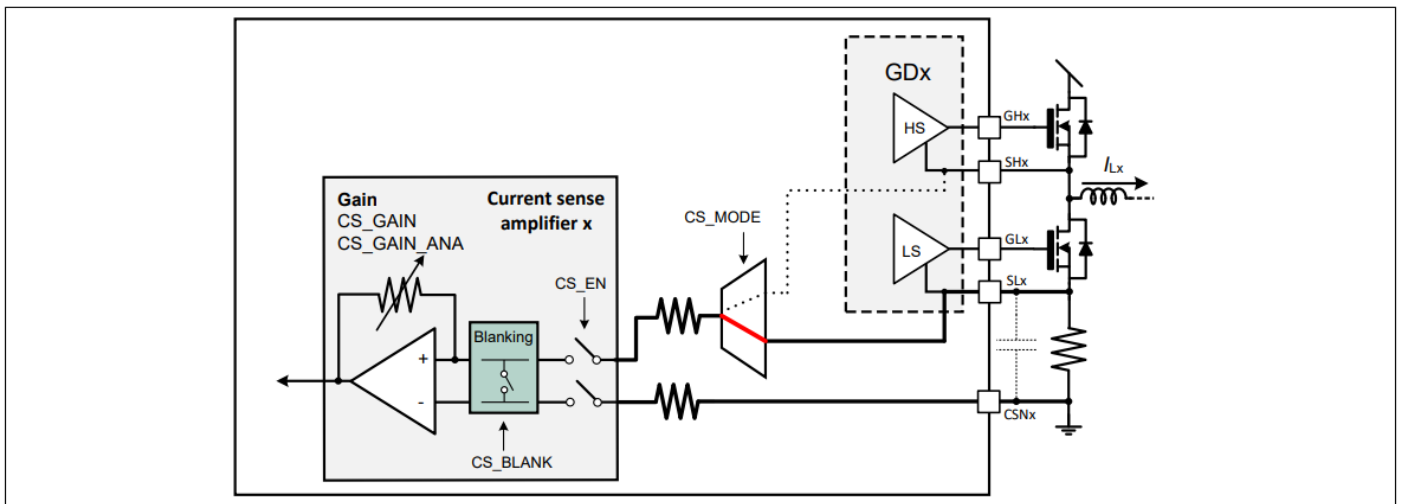 GDx
HS
GHx
SHx
ILx
Gain
CS_GAIN
CS_GAIN_ANA
Current sense
amplifier x
CS_MODE
LS
GLx
SLx
CS_EN
Blanking
+
-
CS_BLANK
CSNx